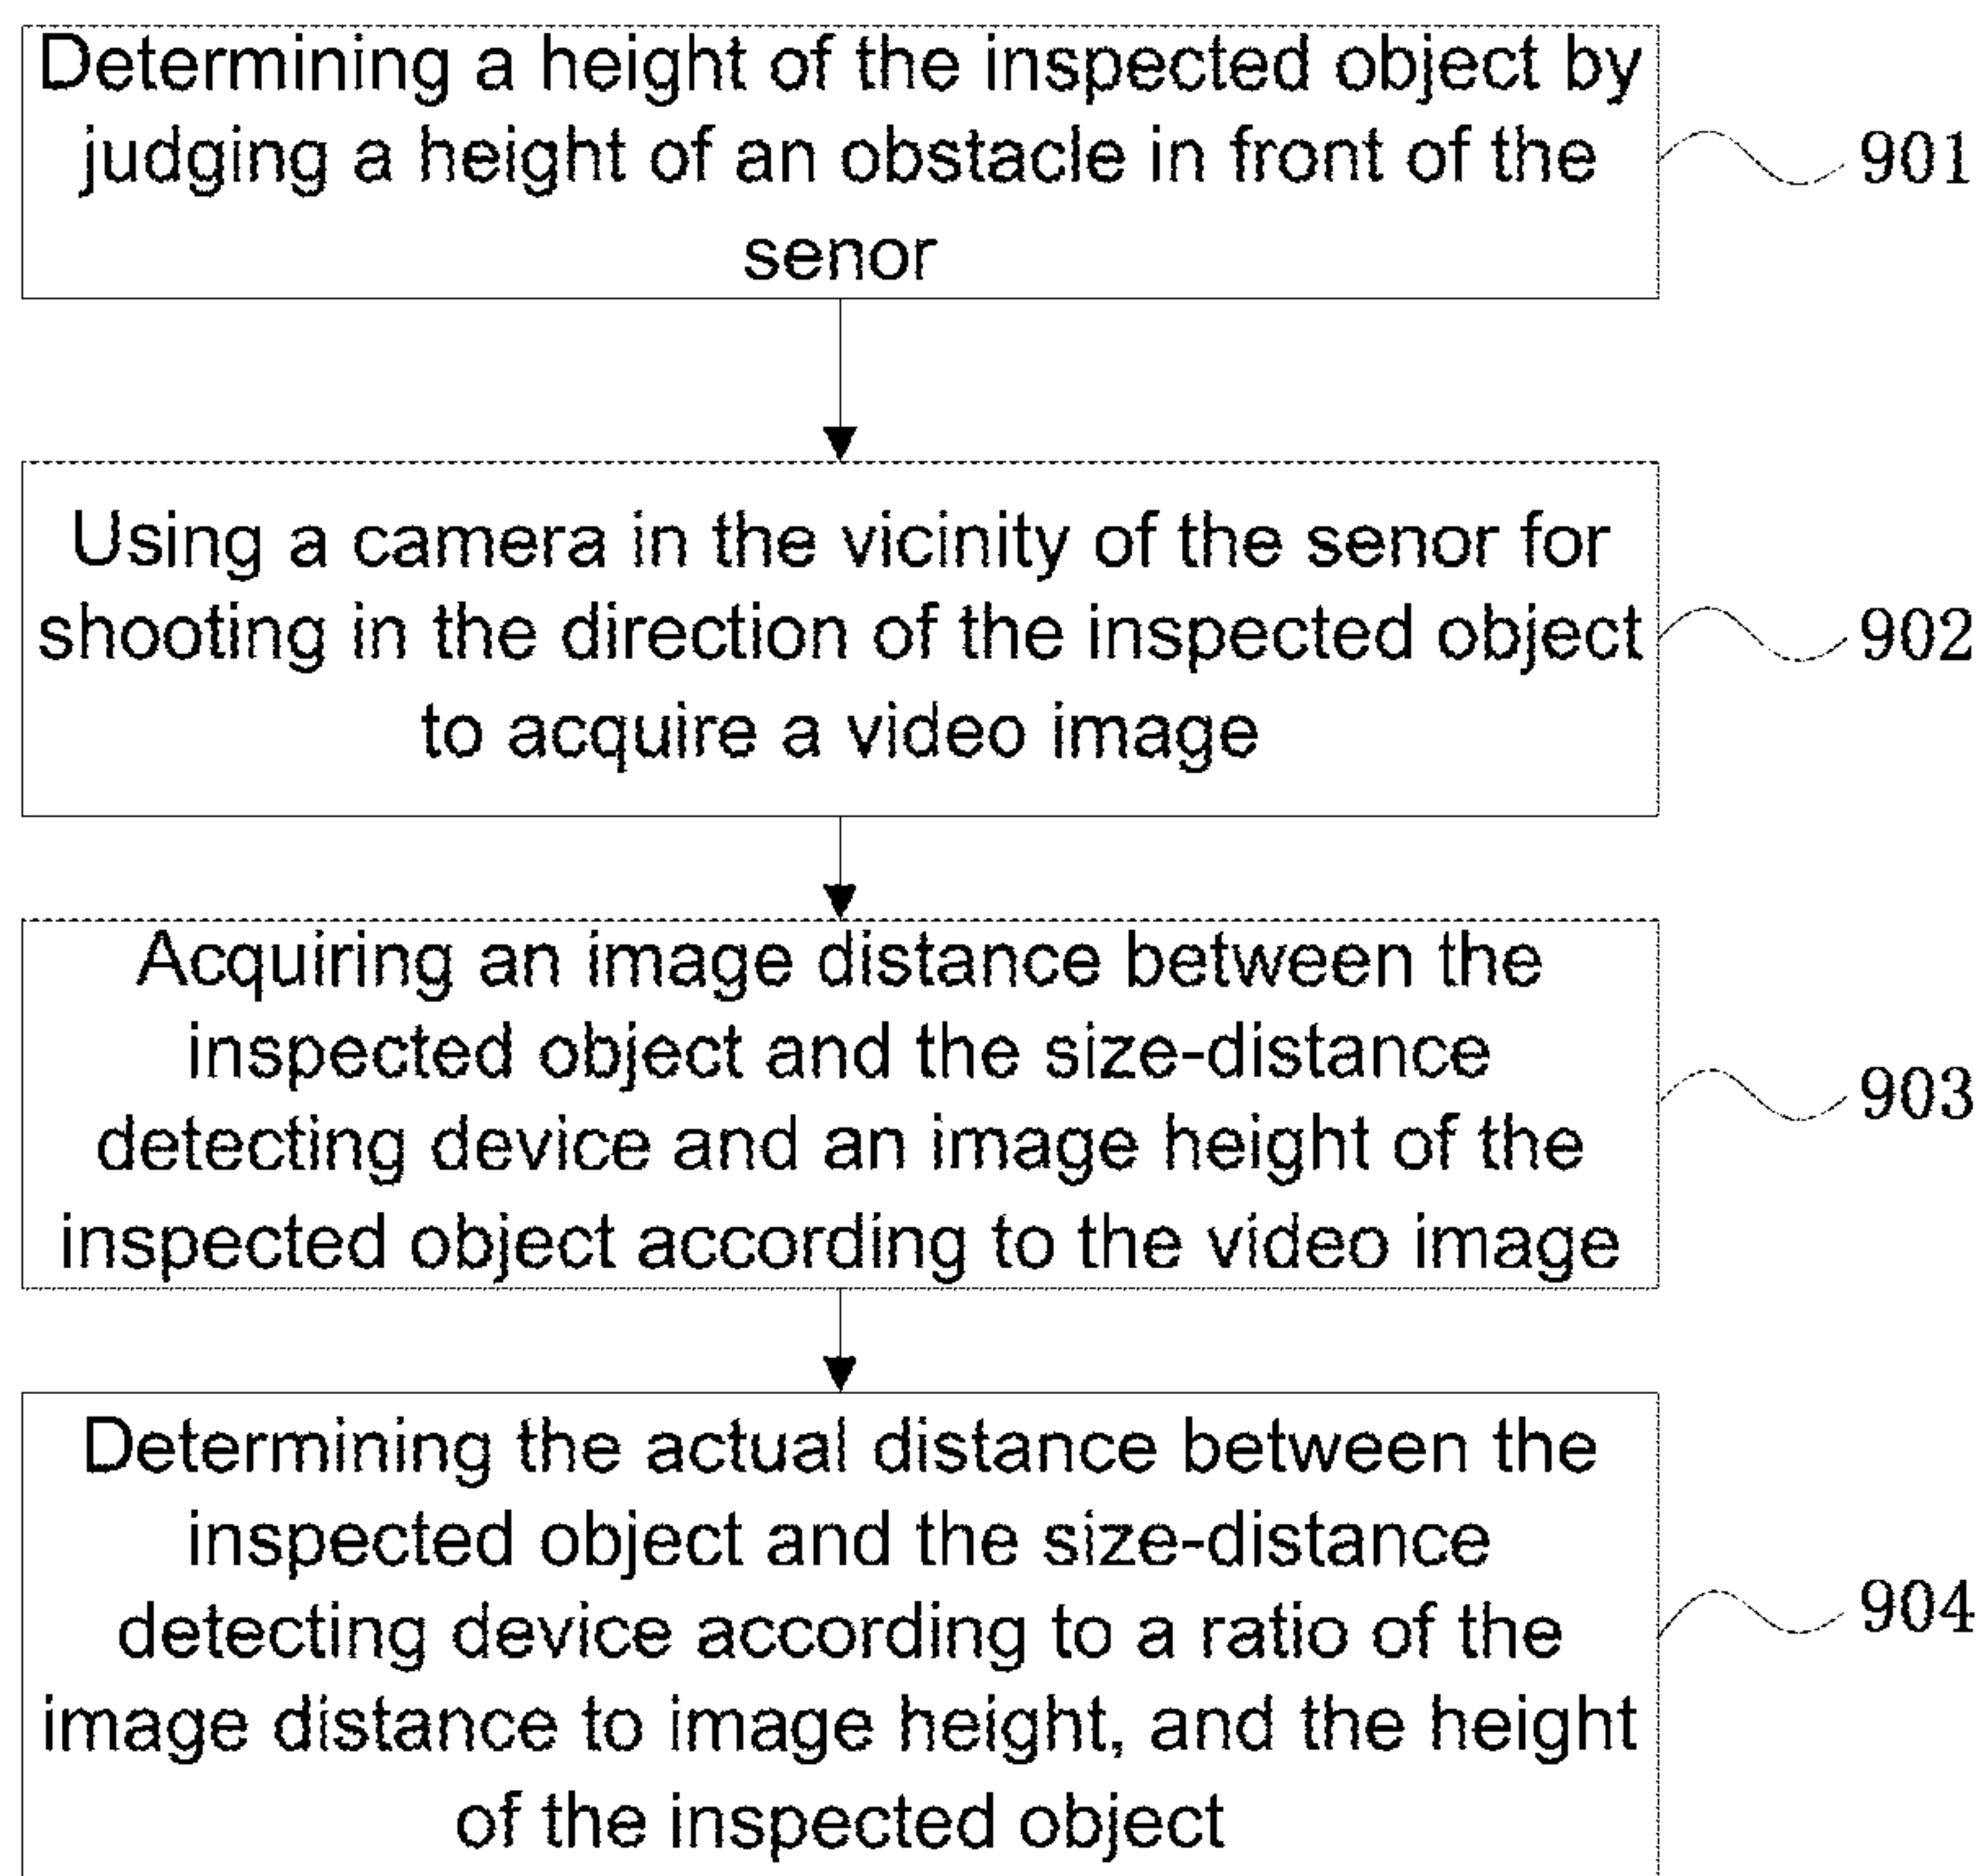 Determining a height of the inspected object by
judging a height of an obstacle in front of the
senor
901
Using a camera in the vicinity of the senor for
shooting in the direction of the inspected object
to acquire a video image
902
Acquiring an image distance between the
inspected object and the size-distance
detecting device and an image height of the
inspected object according to the video image
903
Determining the actual distance between the
inspected object and the size-distance
detecting device according to a ratio of the
image distance to image height, and the height
of the inspected object
904